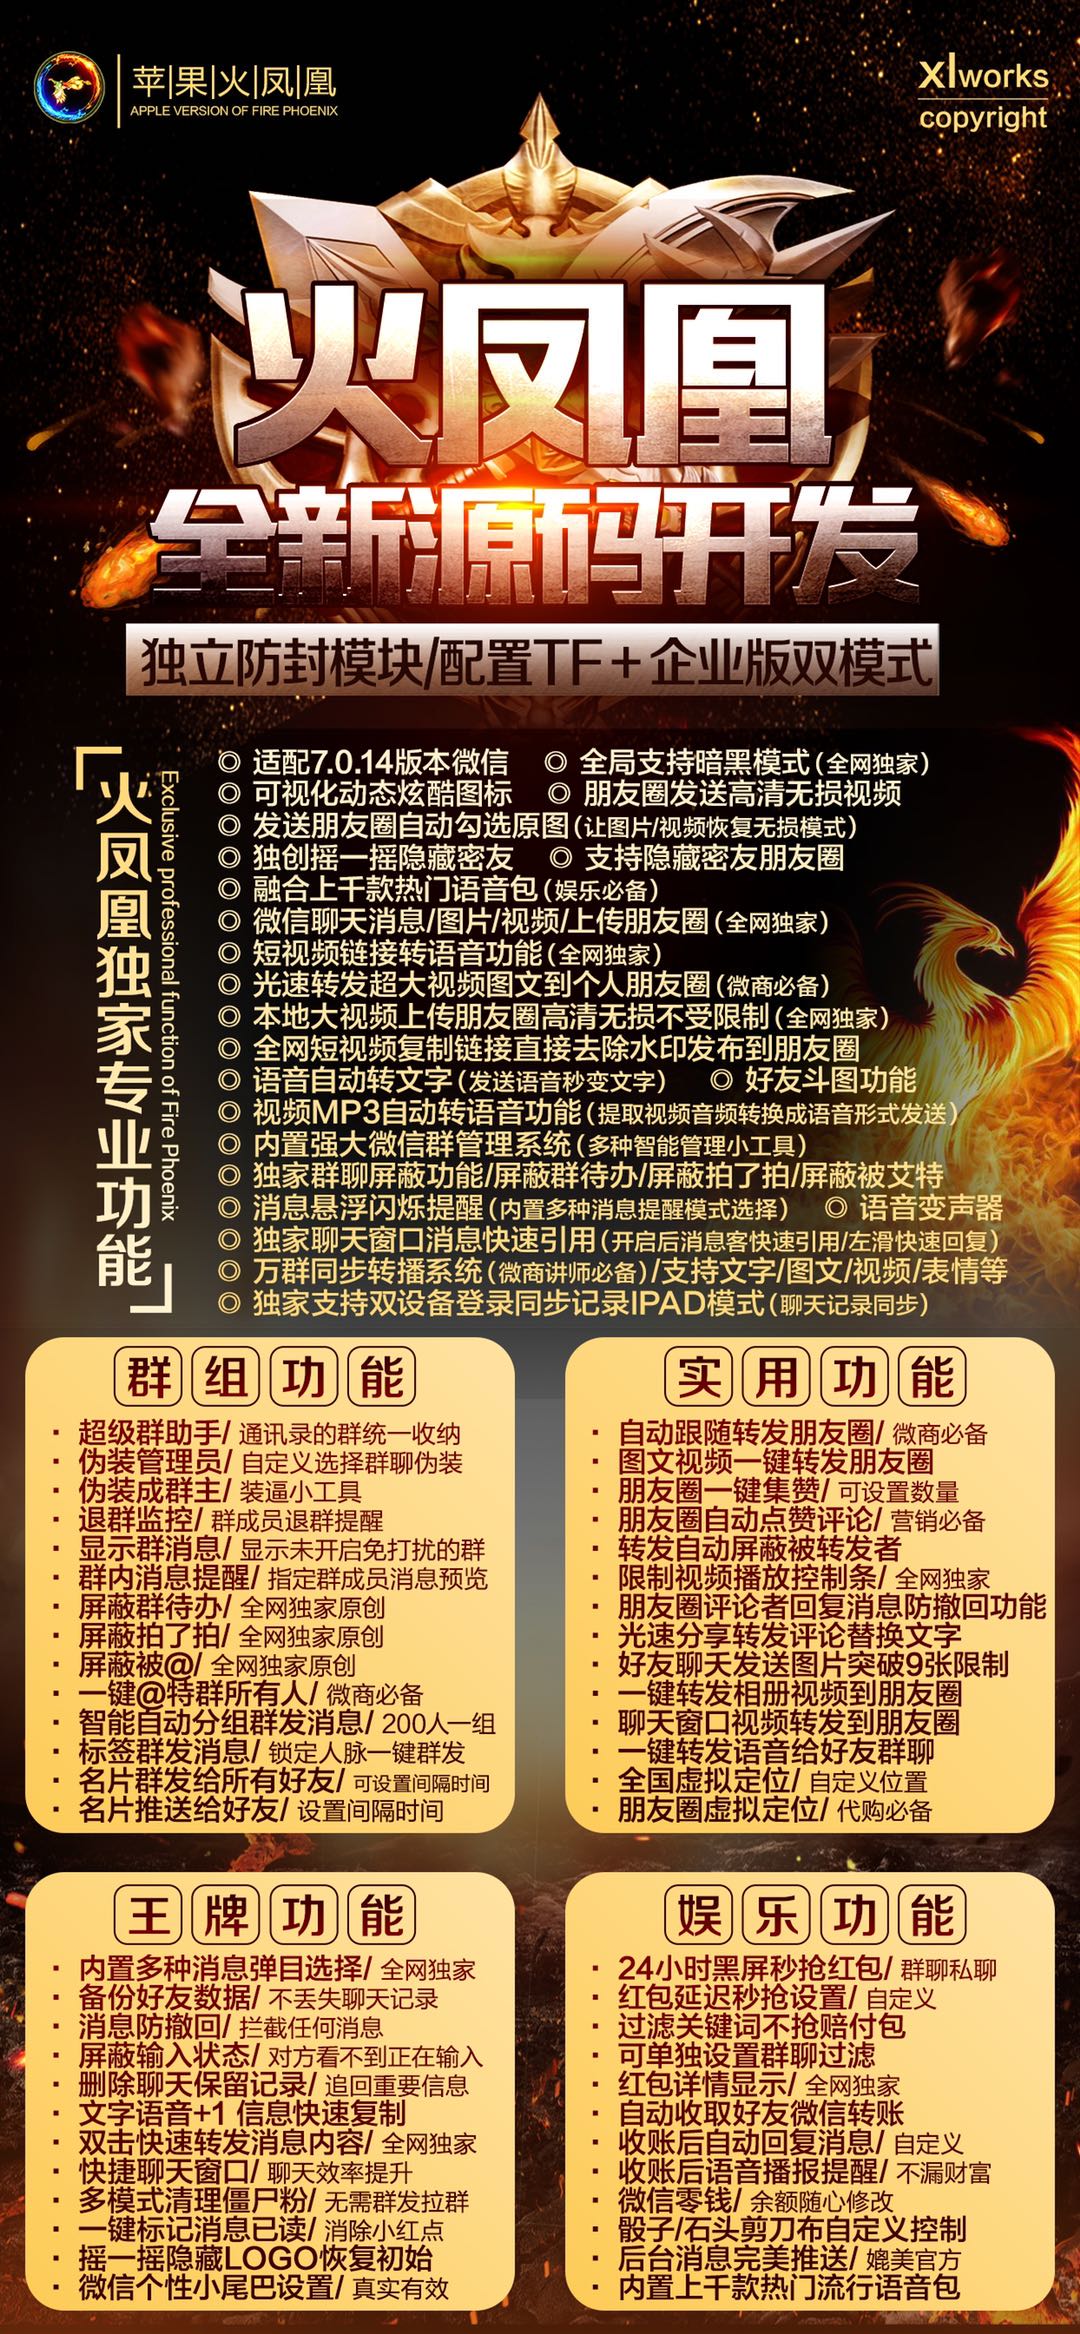 苹|果|火|凤|凰
APPLE VERSION OF FIRE PHOENIX
XIworks
copyright
火凤凰
全新源码开发
独立防封模块/配置TF+企业版双模式
火凤凰独家专业功能
Exclusive professional function of Fire Phoenix
◎ 适配7.0.14版本微信 ◎ 全局支持暗黑模式(全网独家)
◎ 可视化动态炫酷图标 ◎ 朋友圈发送高清无损视频
◎ 发送朋友圈自动勾选原图(让图片/视频恢复无损模式)
◎ 独创摇一摇隐藏密友 ◎ 支持隐藏密友朋友圈
◎ 融合上千款热门语音包(娱乐必备)
◎ 微信聊天消息/图片/视频/上传朋友圈(全网独家)
◎ 短视频链接转语音功能(全网独家)
◎ 光速转发超大视频图文到个人朋友圈(微商必备)
◎ 本地大视频上传朋友圈高清无损不受限制(全网独家)
◎ 全网短视频复制链接直接去除水印发布到朋友圈
◎ 语音自动转文字(发送语音秒变文字) ◎ 好友斗图功能
◎ 视频MP3自动转语音功能(提取视频音频转换成语音形式发送)
◎ 内置强大微信群管理系统(多种智能管理小工具)
◎ 独家群聊屏蔽功能/屏蔽群待办/屏蔽拍了拍/屏蔽被艾特
◎ 消息悬浮闪烁提醒(内置多种消息提醒模式选择) ◎ 语音变声器
◎ 独家聊天窗口消息快速引用(开启后消息客快速引用/左滑快速回复)
◎ 万群同步转播系统(微商讲师必备)/支持文字/图文/视频/表情等
◎ 独家支持双设备登录同步记录IPAD模式(聊天记录同步)
群组功能
· 超级群助手/ 通讯录的群统一收纳
· 伪装管理员/ 自定义选择群聊伪装
· 伪装成群主/ 装逼小工具
· 退群监控/ 群成员退群提醒
· 显示群消息/ 显示未开启免打扰的群
· 群内消息提醒/ 指定群成员消息预览
· 屏蔽群待办/ 全网独家原创
· 屏蔽拍了拍/ 全网独家原创
· 屏蔽被@/ 全网独家原创
· 一键@特群所有人/ 微商必备
· 智能自动分组群发消息/ 200人一组
· 标签群发消息/ 锁定人脉一键群发
· 名片群发给所有好友/ 可设置间隔时间
· 名片推送给好友/ 设置间隔时间
实用功能
· 自动跟随转发朋友圈/ 微商必备
· 图文视频一键转发朋友圈
· 朋友圈一键集赞/ 可设置数量
· 朋友圈自动点赞评论/ 营销必备
· 转发自动屏蔽被转发者
· 限制视频播放控制条/ 全网独家
· 朋友圈评论者回复消息防撤回功能
· 光速分享转发评论替换文字
· 好友聊天发送图片突破9张限制
· 一键转发相册视频到朋友圈
· 聊天窗口视频转发到朋友圈
· 一键转发语音给好友群聊
· 全国虚拟定位/ 自定义位置
· 朋友圈虚拟定位/ 代购必备
王牌功能
· 内置多种消息弹目选择/ 全网独家
· 备份好友数据/ 不丢失聊天记录
· 消息防撤回/ 拦截任何消息
· 屏蔽输入状态/ 对方看不到正在输入
· 删除聊天保留记录/ 追回重要信息
· 文字语音+1 信息快速复制
· 双击快速转发消息内容/ 全网独家
· 快捷聊天窗口/ 聊天效率提升
· 多模式清理僵尸粉/ 无需群发拉群
· 一键标记消息已读/ 消除小红点
· 摇一摇隐藏LOGO恢复初始
· 微信个性小尾巴设置/ 真实有效
娱乐功能
· 24小时黑屏秒抢红包/ 群聊私聊
· 红包延迟秒抢设置/ 自定义
· 过滤关键词不抢赔付包
· 可单独设置群聊过滤
· 红包详情显示/ 全网独家
· 自动收取好友微信转账
· 收账后自动回复消息/ 自定义
· 收账后语音播报提醒/ 不漏财富
· 微信零钱/ 余额随心修改
· 骰子/石头剪刀布自定义控制
· 后台消息完美推送/ 媲美官方
· 内置上千款热门流行语音包